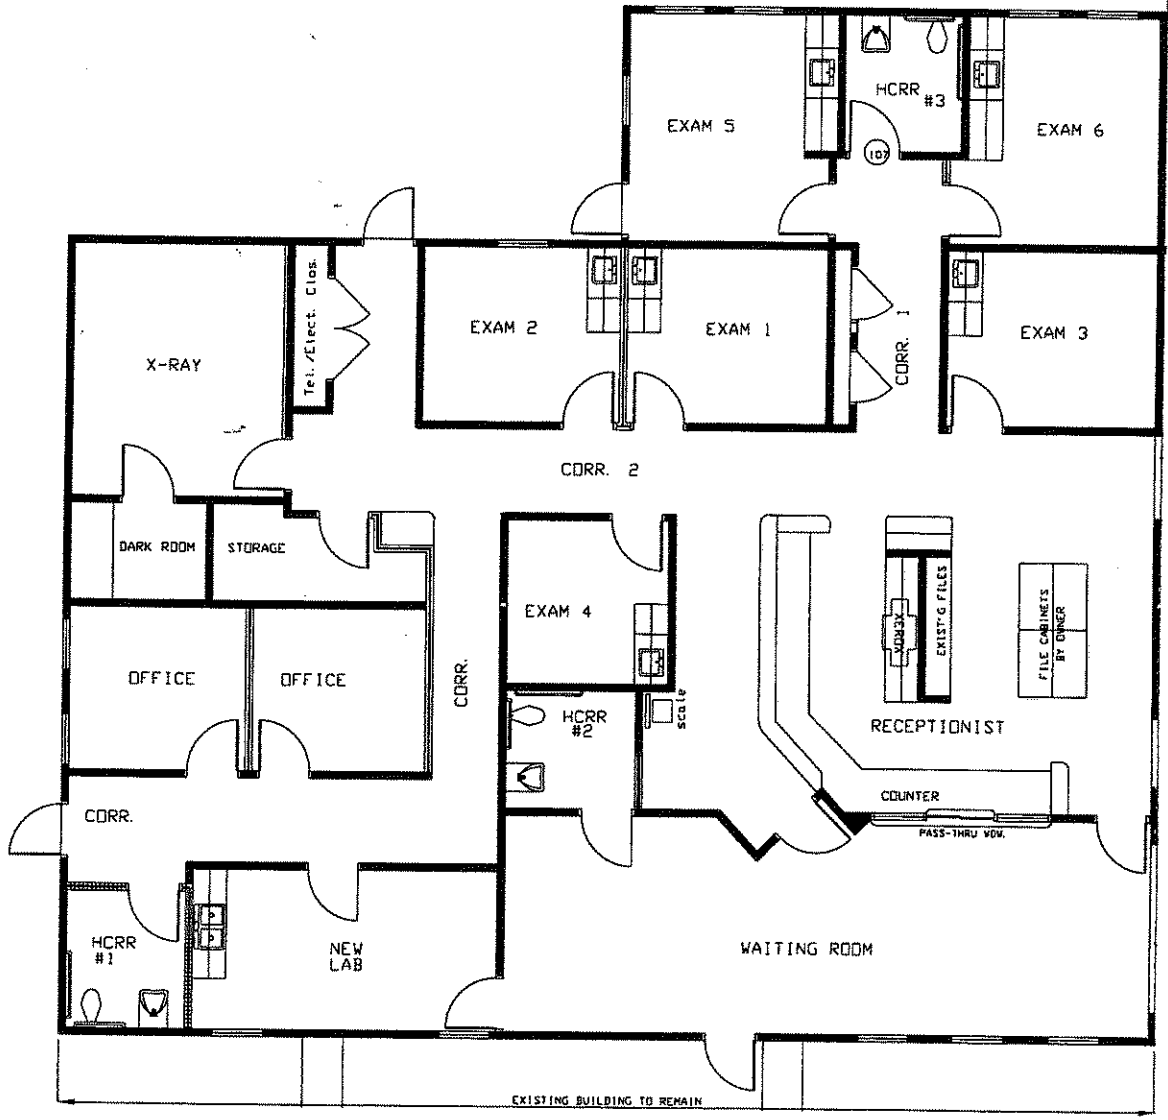 HCRR
#3
EXAM 5
EXAM 6
107
Tel./Elect. Clos.
EXAM 2
EXAM 1
CORR. 1
EXAM 3
X-RAY
CORR. 2
DARK ROOM
STORAGE
EXAM 4
XEROX
EXIST'G FILES
FILE CABINETS
BY OWNER
OFFICE
OFFICE
CORR.
HCRR
#2
scale
RECEPTIONIST
COUNTER
CORR.
PASS-THRU WDW.
HCRR
#1
NEW
LAB
WAITING ROOM
EXISTING BUILDING TO REMAIN